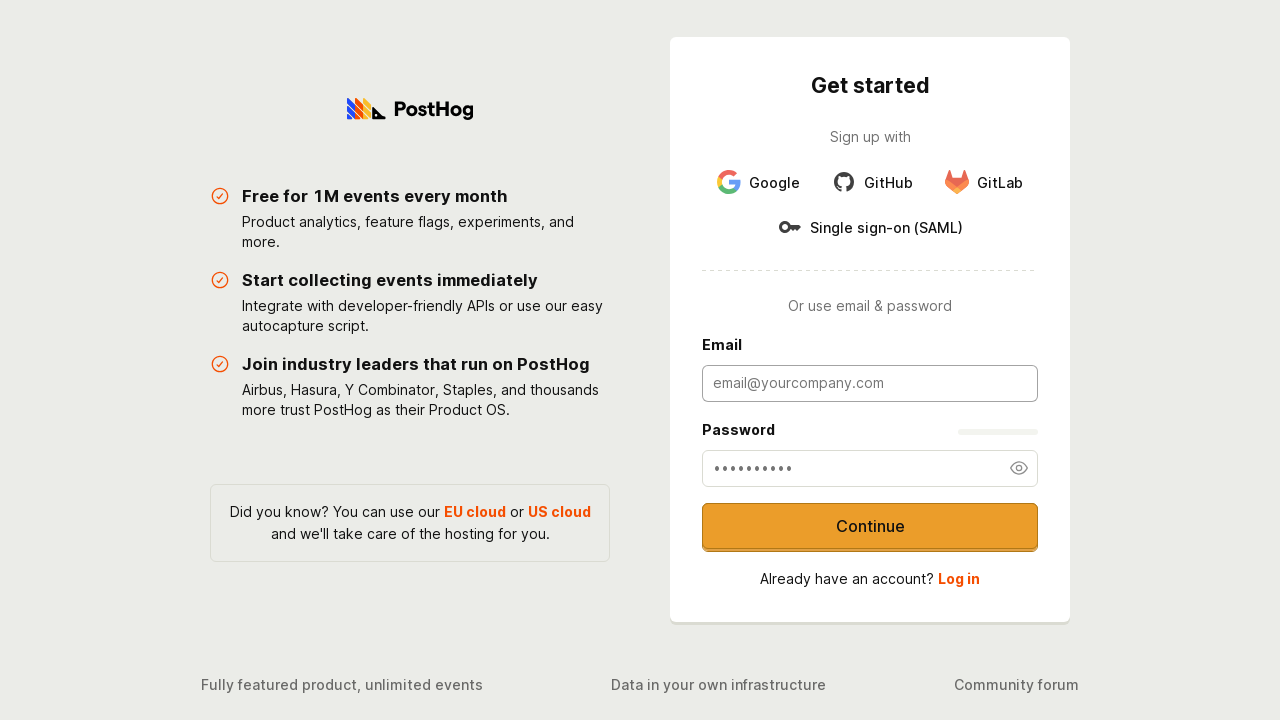 PostHog
Free for 1M events every month
Product analytics, feature flags, experiments, and
more.
Start collecting events immediately
Integrate with developer-friendly APIs or use our easy
autocapture script.
Join industry leaders that run on PostHog
Airbus, Hasura, Y Combinator, Staples, and thousands
more trust PostHog as their Product OS.
Did you know? You can use our EU cloud or US cloud
and we'll take care of the hosting for you.
Get started
Sign up with
Google
GitHub
GitLab
Single sign-on (SAML)
Or use email & password
Email
email@yourcompany.com
Password
••••••••••
Continue
Already have an account? Log in
Fully featured product, unlimited events
Data in your own infrastructure
Community forum